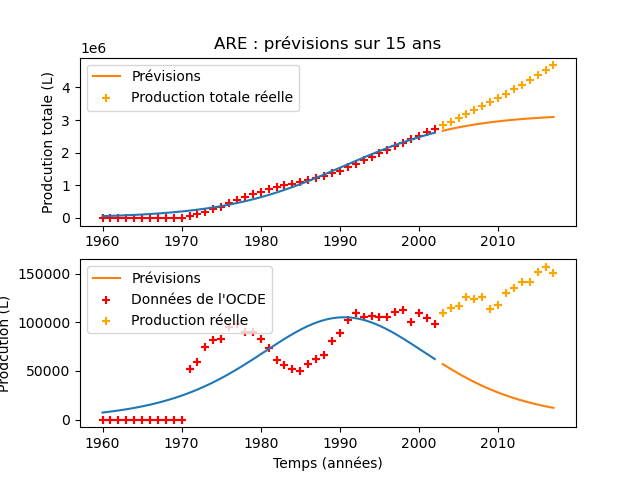 ARE : prévisions sur 15 ans
1e6
Prodcution totale (L)
4
3
2
1
0
Prévisions
Production totale réelle
1960 1970 1980 1990 2000 2010
Prodcution (L)
150000
100000
50000
0
Prévisions
Données de l'OCDE
Production réelle
1960 1970 1980 1990 2000 2010
Temps (années)